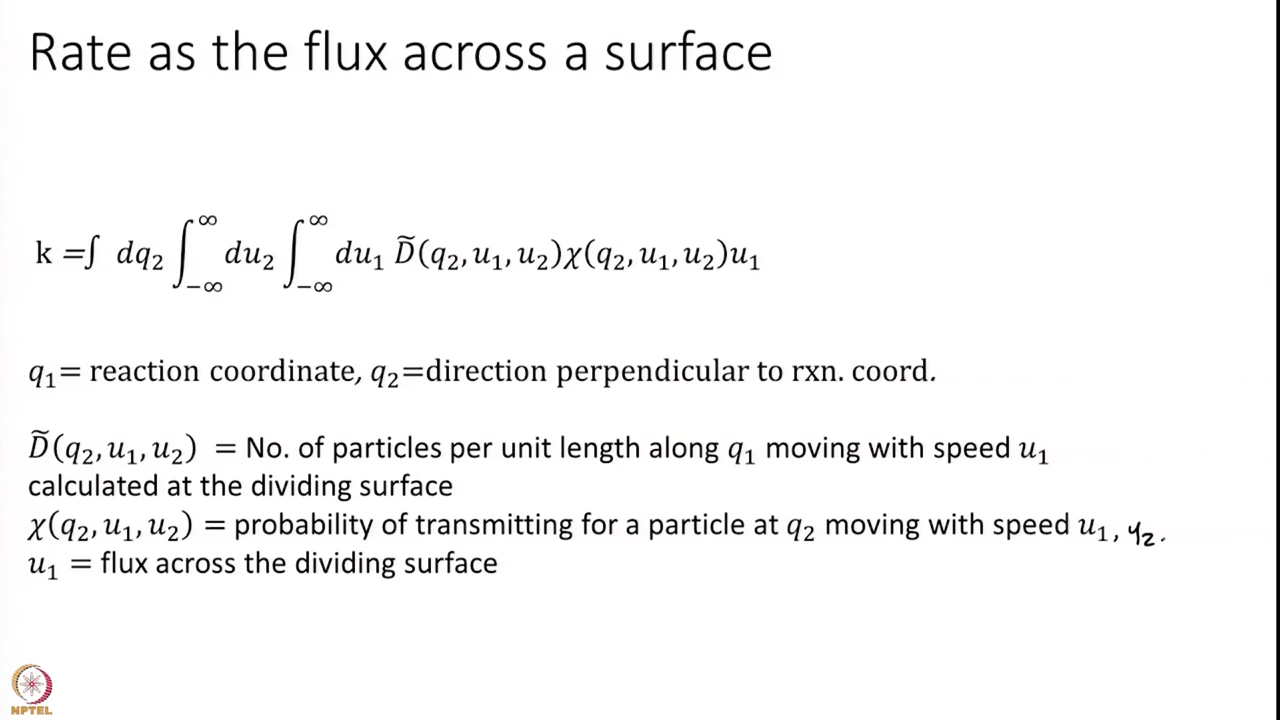 Rate as the flux across a surface
k =∫ dq₂ ∫_{-∞}^{∞} du₂ ∫_{-∞}^{∞} du₁ D̃(q₂, u₁, u₂)χ(q₂, u₁, u₂)u₁
q₁= reaction coordinate, q₂=direction perpendicular to rxn. coord.
D̃(q₂, u₁, u₂) = No. of particles per unit length along q₁ moving with speed u₁
calculated at the dividing surface
χ(q₂, u₁, u₂) = probability of transmitting for a particle at q₂ moving with speed u₁, u₂.
u₁ = flux across the dividing surface
NPTEL